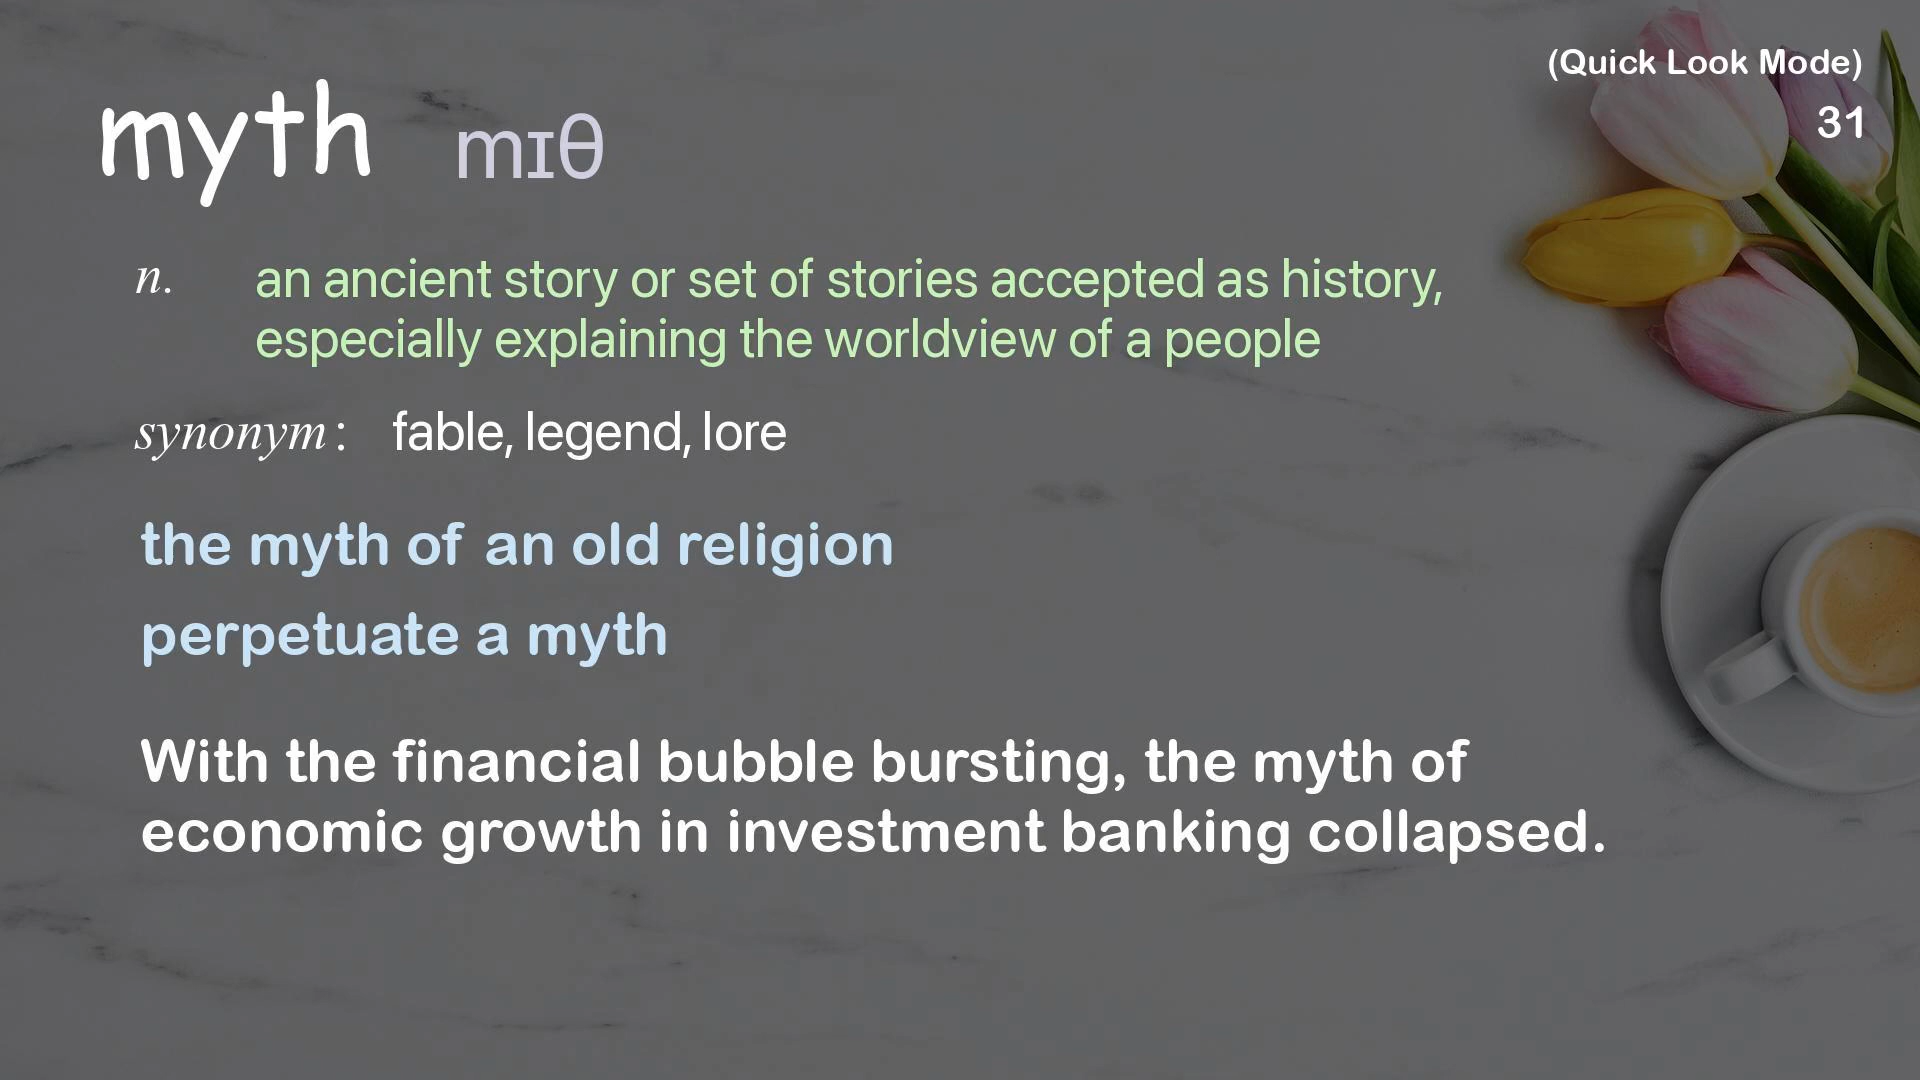 (Quick Look Mode)
31
myth mɪθ
n. an ancient story or set of stories accepted as history,
especially explaining the worldview of a people
synonym: fable, legend, lore
the myth of an old religion
perpetuate a myth
With the financial bubble bursting, the myth of
economic growth in investment banking collapsed.